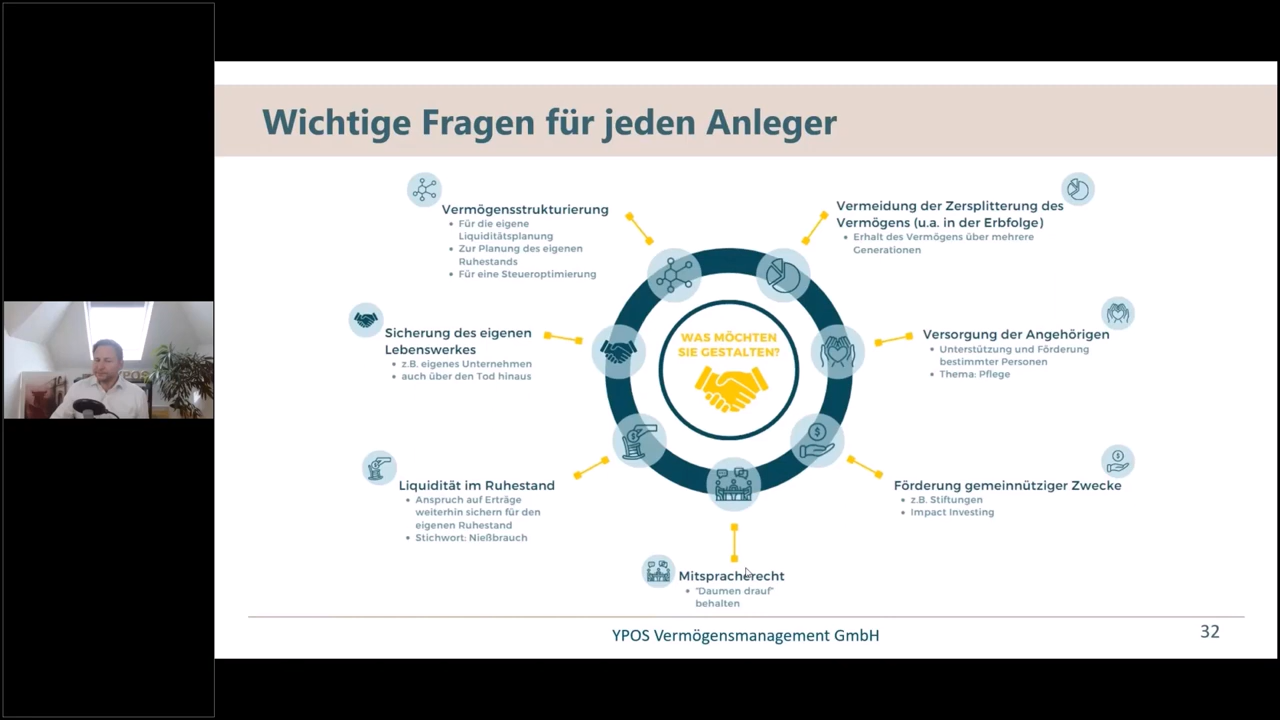 Wichtige Fragen für jeden Anleger
Vermögensstrukturierung
• Für die eigene
Liquiditätsplanung
• Zur Planung des eigenen
Ruhestands
• Für eine Steueroptimierung
Vermeidung der Zersplitterung des
Vermögens (u.a. in der Erbfolge)
• Erhalt des Vermögens über mehrere
Generationen
Sicherung des eigenen
Lebenswerkes
• z.B. eigenes Unternehmen
• auch über den Tod hinaus
WAS MÖCHTEN
SIE GESTALTEN?
Versorgung der Angehörigen
• Unterstützung und Förderung
bestimmter Personen
• Thema: Pflege
Liquidität im Ruhestand
• Anspruch auf Erträge
weiterhin sichern für den
eigenen Ruhestand
• Stichwort: Nießbrauch
Förderung gemeinnütziger Zwecke
• z.B. Stiftungen
• Impact Investing
Mitspracherecht
• "Daumen drauf"
behalten
YPOS Vermögensmanagement GmbH
32